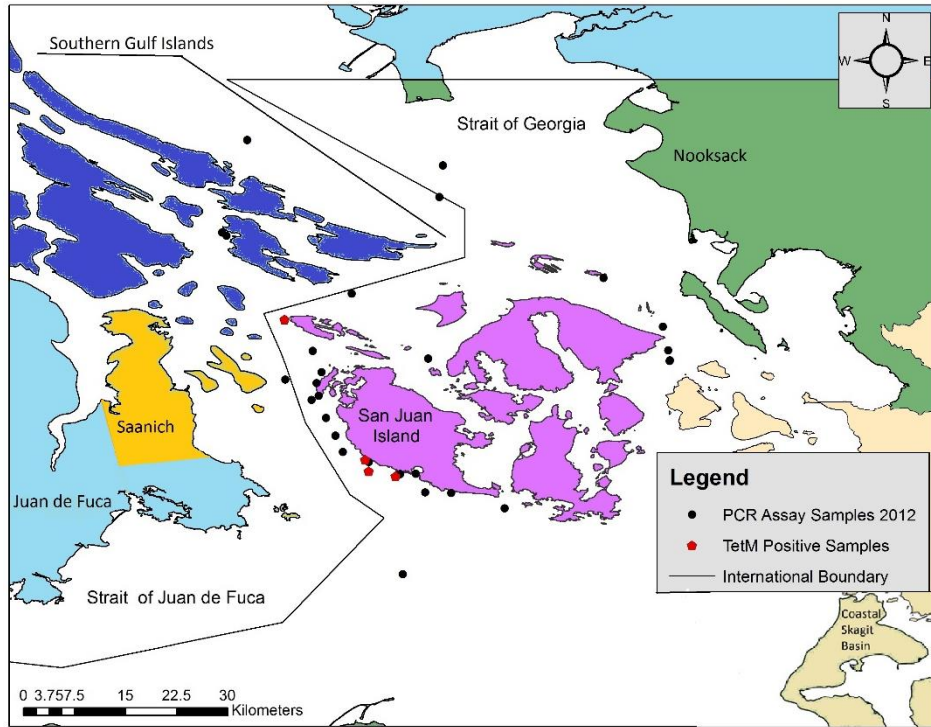 Southern Gulf Islands
N
W E
S
Strait of Georgia
Nooksack
San Juan
Island
Saanich
Juan de Fuca
Strait of Juan de Fuca
Legend
PCR Assay Samples 2012
TetM Positive Samples
International Boundary
Coastal
Skagit
Basin
0 3.757.5 15 22.5 30
Kilometers